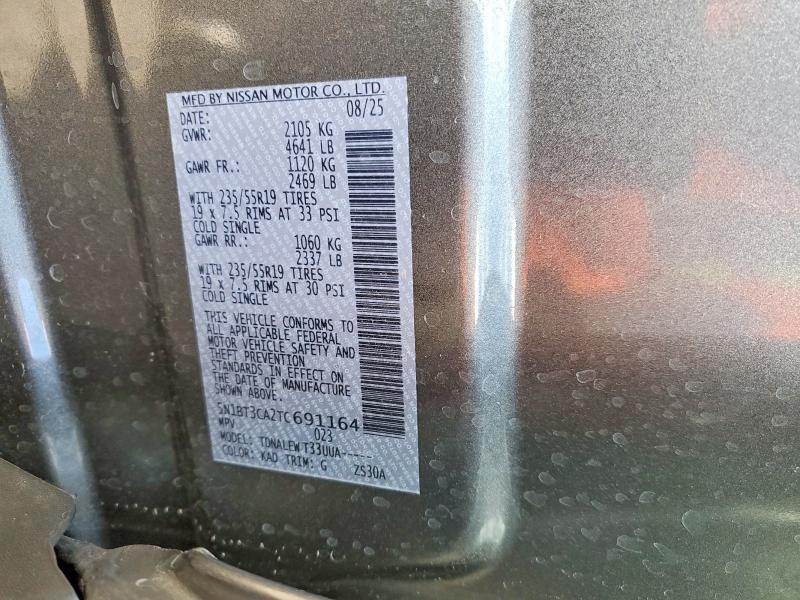 MFD BY NISSAN MOTOR CO., LTD.
DATE: 08/25
GVWR: 2105 KG
4641 LB
GAWR FR.: 1120 KG
2469 LB
WITH 235/55R19 TIRES
19 x 7.5 RIMS AT 33 PSI
COLD SINGLE
GAWR RR.: 1060 KG
2337 LB
WITH 235/55R19 TIRES
19 x 7.5 RIMS AT 30 PSI
COLD SINGLE
THIS VEHICLE CONFORMS TO
ALL APPLICABLE FEDERAL
MOTOR VEHICLE SAFETY AND
THEFT PREVENTION
STANDARDS IN EFFECT ON
THE DATE OF MANUFACTURE
SHOWN ABOVE.
5N1BT3CA2TC691164
MPV 023
MODEL: TDNALEW T33UUA-----
COLOR: KAD TRIM: G ZS30A